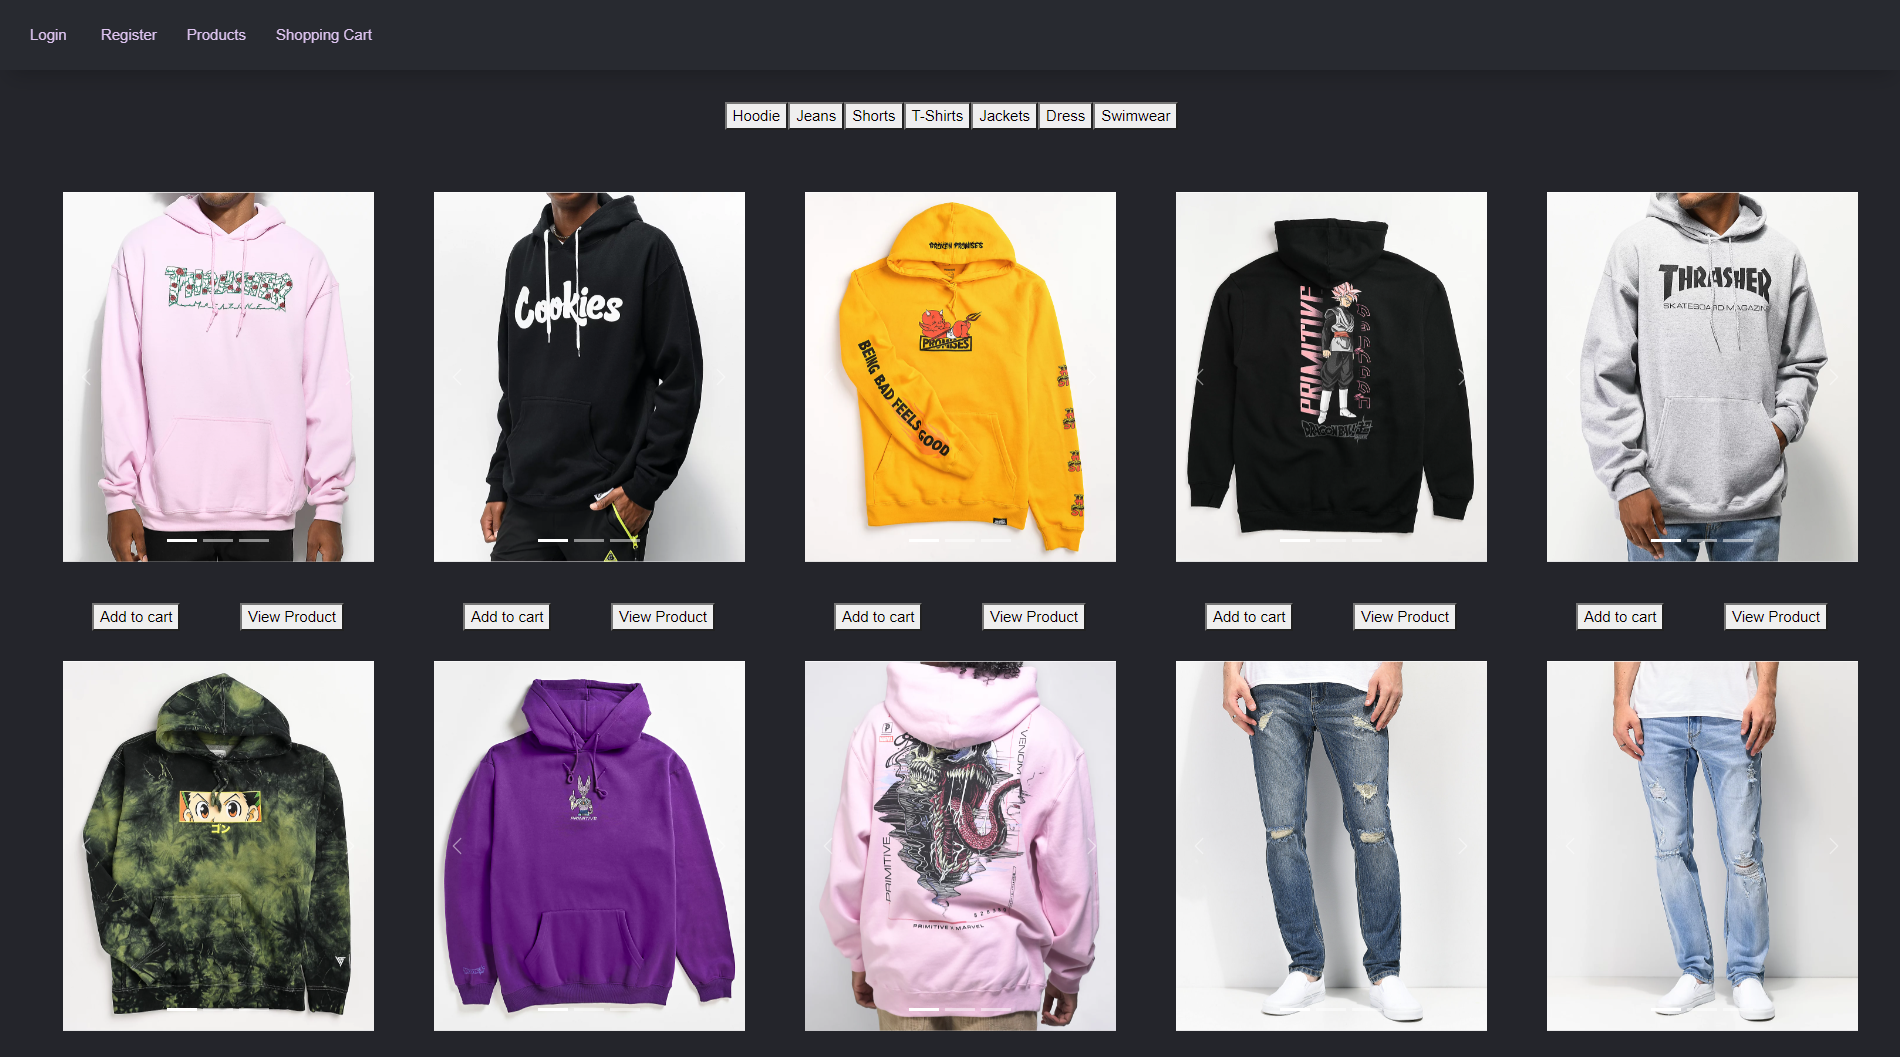 Login Register Products Shopping Cart
Hoodie Jeans Shorts T-Shirts Jackets Dress Swimwear
THRASHER
MAGAZINE
Cookies
BROKEN PROMISES
PROMISES
BEING BAD FEELS GOOD
PRIMITIVE
THRASHER
SKATEBOARD MAGAZINE
Add to cart View Product Add to cart View Product Add to cart View Product Add to cart View Product Add to cart View Product
ゴン
PRIMITIVE
P
VENOM
PRIMITIVE
PRIMITIVE X MARVEL